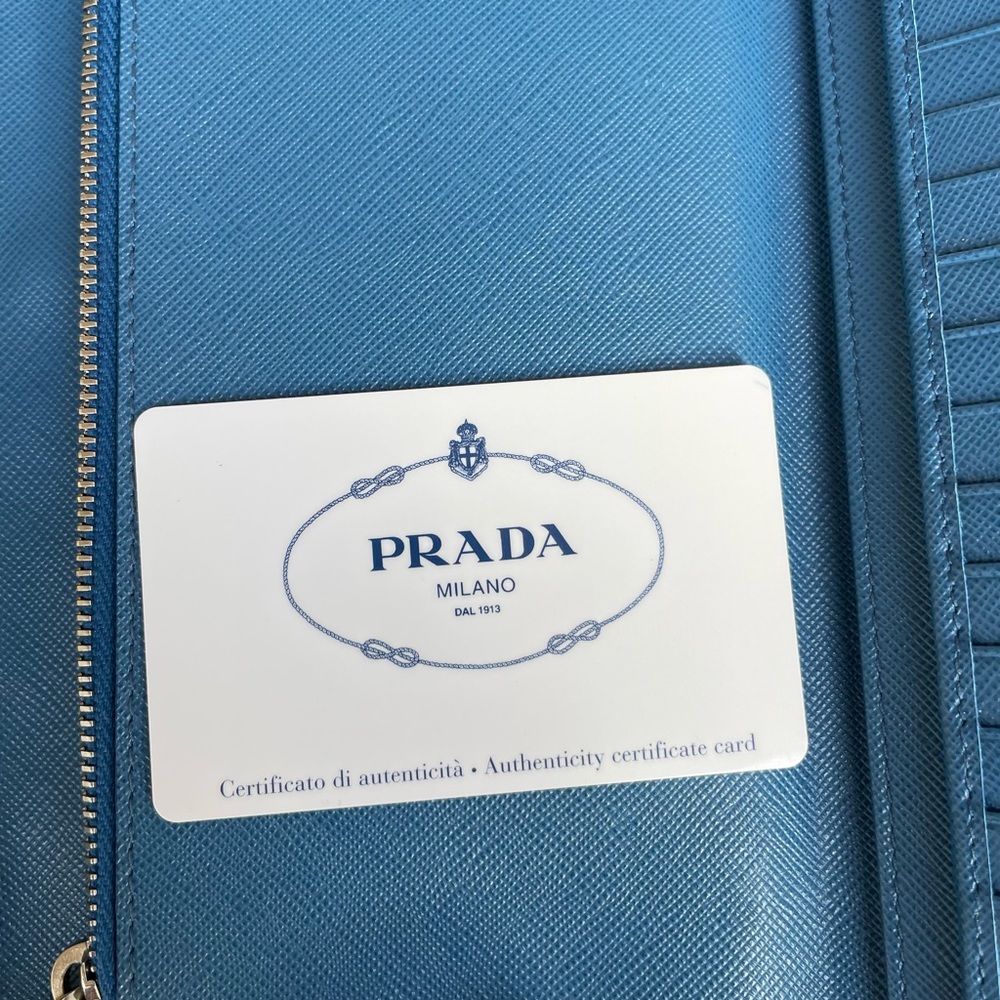 PRADA
MILANO
DAL 1913
Certificato di autenticità • Authenticity certificate card